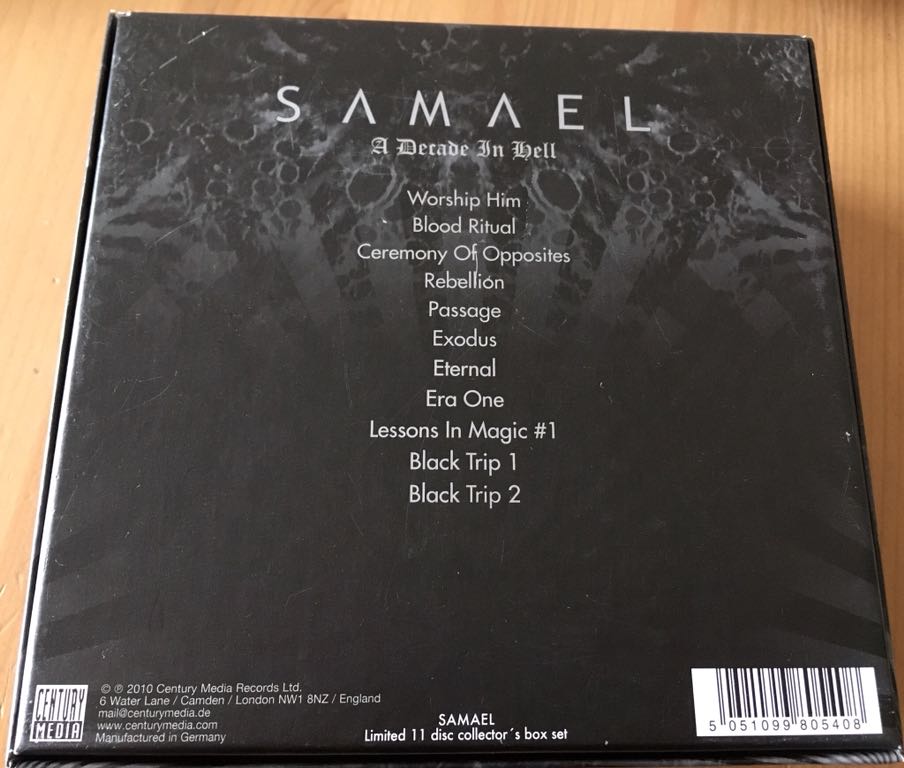 SAMAEL
A Decade In Hell
Worship Him
Blood Ritual
Ceremony Of Opposites
Rebellion
Passage
Exodus
Eternal
Era One
Lessons In Magic #1
Black Trip 1
Black Trip 2
CENTURY
MEDIA
© ℗ 2010 Century Media Records Ltd.
6 Water Lane / Camden / London NW1 8NZ / England
mail@centurymedia.de
www.centurymedia.com
Manufactured in Germany
SAMAEL
Limited 11 disc collector´s box set
5 051099 805408